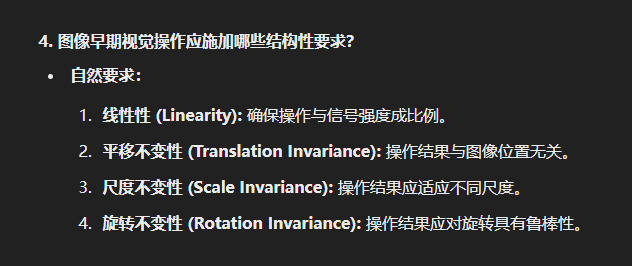 4. 图像早期视觉操作应施加哪些结构性要求?
• 自然要求：
1. 线性性 (Linearity): 确保操作与信号强度成比例。
2. 平移不变性 (Translation Invariance): 操作结果与图像位置无关。
3. 尺度不变性 (Scale Invariance): 操作结果应适应不同尺度。
4. 旋转不变性 (Rotation Invariance): 操作结果应对旋转具有鲁棒性。